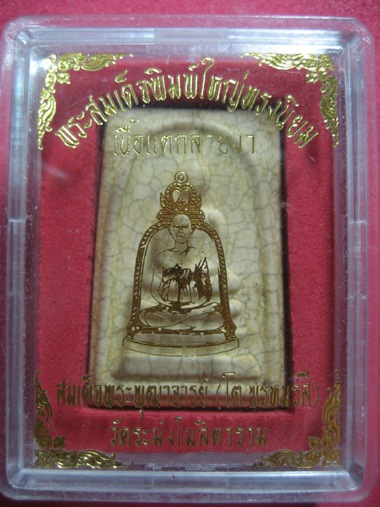 พระสมเด็จพิมพ์ใหญ่ทรงนิยม
เนื้อแตกลายงา
สมเด็จพระพุฒาจารย์ (โต พรหมรังสี)
วัดระฆังโฆสิตาราม